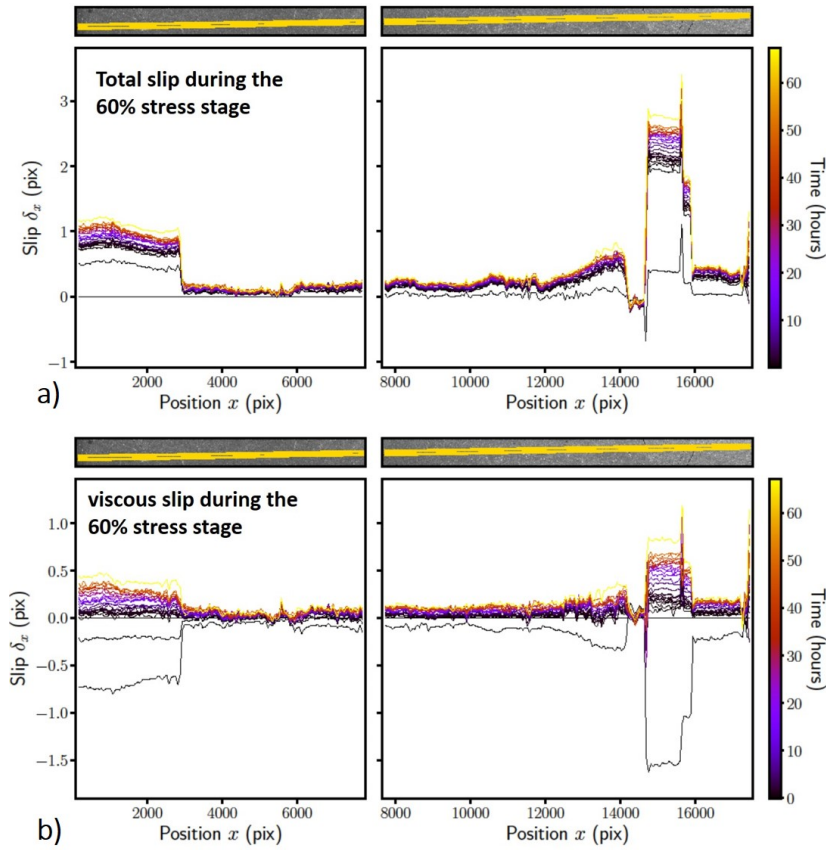 Total slip during the
60% stress stage
Slip δₓ (pix)
3
2
1
0
−1
2000
4000
6000
8000
10000
12000
14000
16000
Position x (pix)
Position x (pix)
60
50
40
30
20
10
Time (hours)
a)
viscous slip during the
60% stress stage
Slip δₓ (pix)
1.0
0.5
0.0
−0.5
−1.0
−1.5
2000
4000
6000
8000
10000
12000
14000
16000
Position x (pix)
Position x (pix)
60
50
40
30
20
10
0
Time (hours)
b)